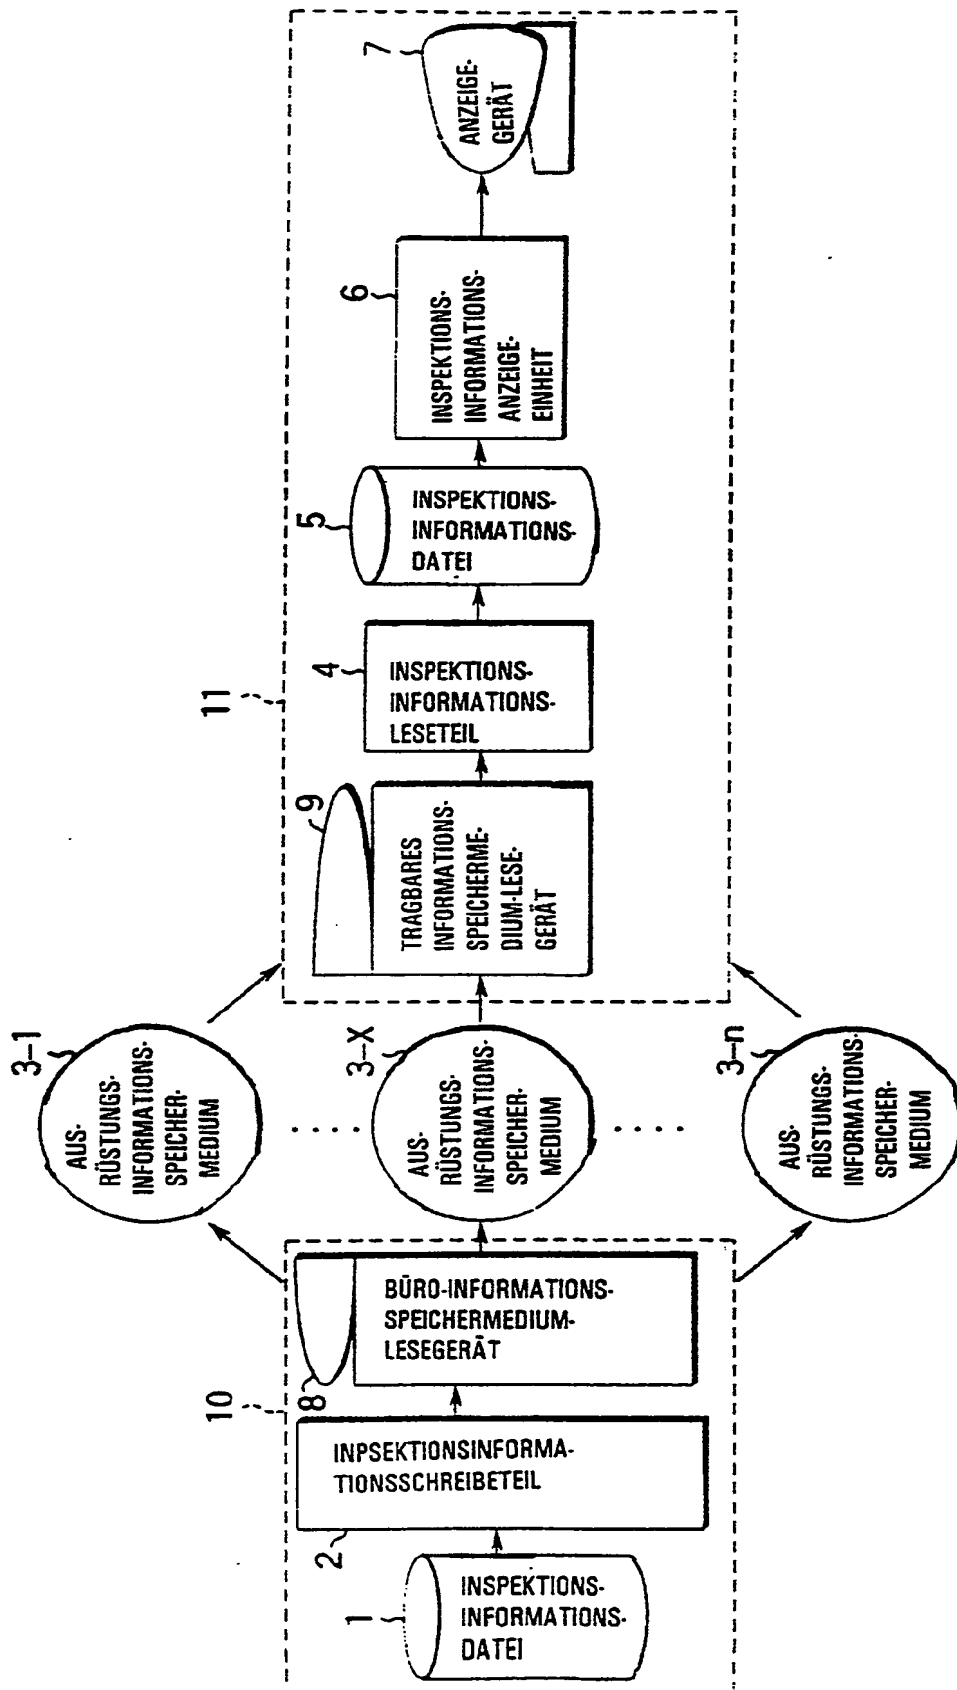 1
INSPEKTIONS-
INFORMATIONS-
DATEI
2
INPSEKTIONSINFORMA-
TIONSSCHREIBETEIL
8
BÜRO-INFORMATIONS-
SPEICHERMEDIUM-
LESEGERÄT
10
3-1
AUS-
RÜSTUNGS-
INFORMATIONS-
SPEICHER-
MEDIUM
3-X
AUS-
RÜSTUNGS-
INFORMATIONS-
SPEICHER-
MEDIUM
3-n
AUS-
RÜSTUNGS-
INFORMATIONS-
SPEICHER-
MEDIUM
11
9
TRAGBARES
INFORMATIONS-
SPEICHERME-
DIUM-LESE-
GERÄT
4
INSPEKTIONS-
INFORMATIONS-
LESETEIL
5
INSPEKTIONS-
INFORMATIONS-
DATEI
6
INSPEKTIONS-
INFORMATIONS-
ANZEIGE-
EINHEIT
7
ANZEIGE-
GERÄT